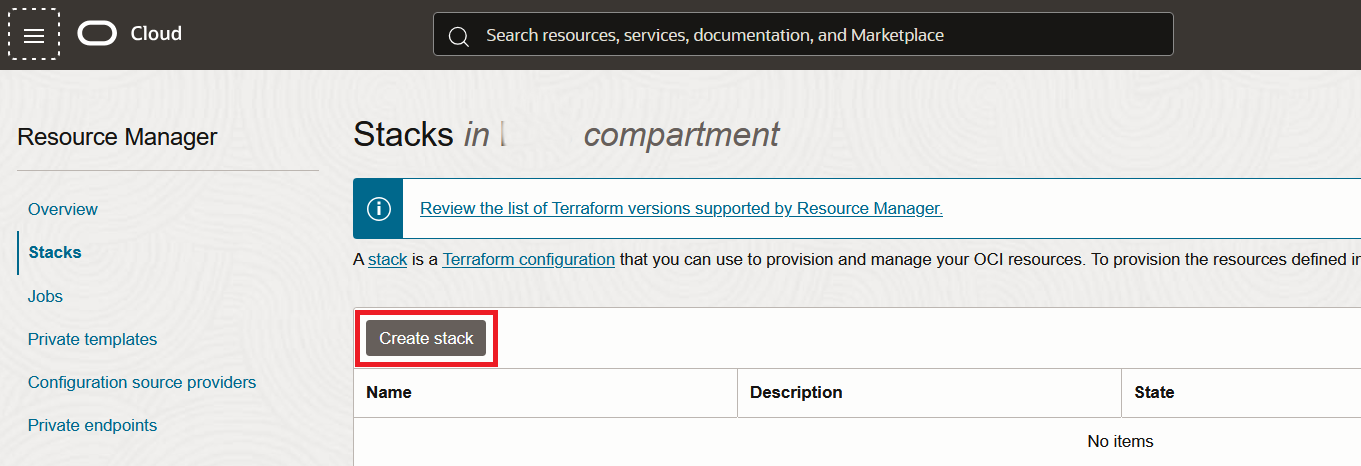 Cloud
Search resources, services, documentation, and Marketplace
Resource Manager
Overview
Stacks
Jobs
Private templates
Configuration source providers
Private endpoints
Stacks in compartment
Review the list of Terraform versions supported by Resource Manager.
A stack is a Terraform configuration that you can use to provision and manage your OCI resources. To provision the resources defined
Create stack
Name Description State
No items